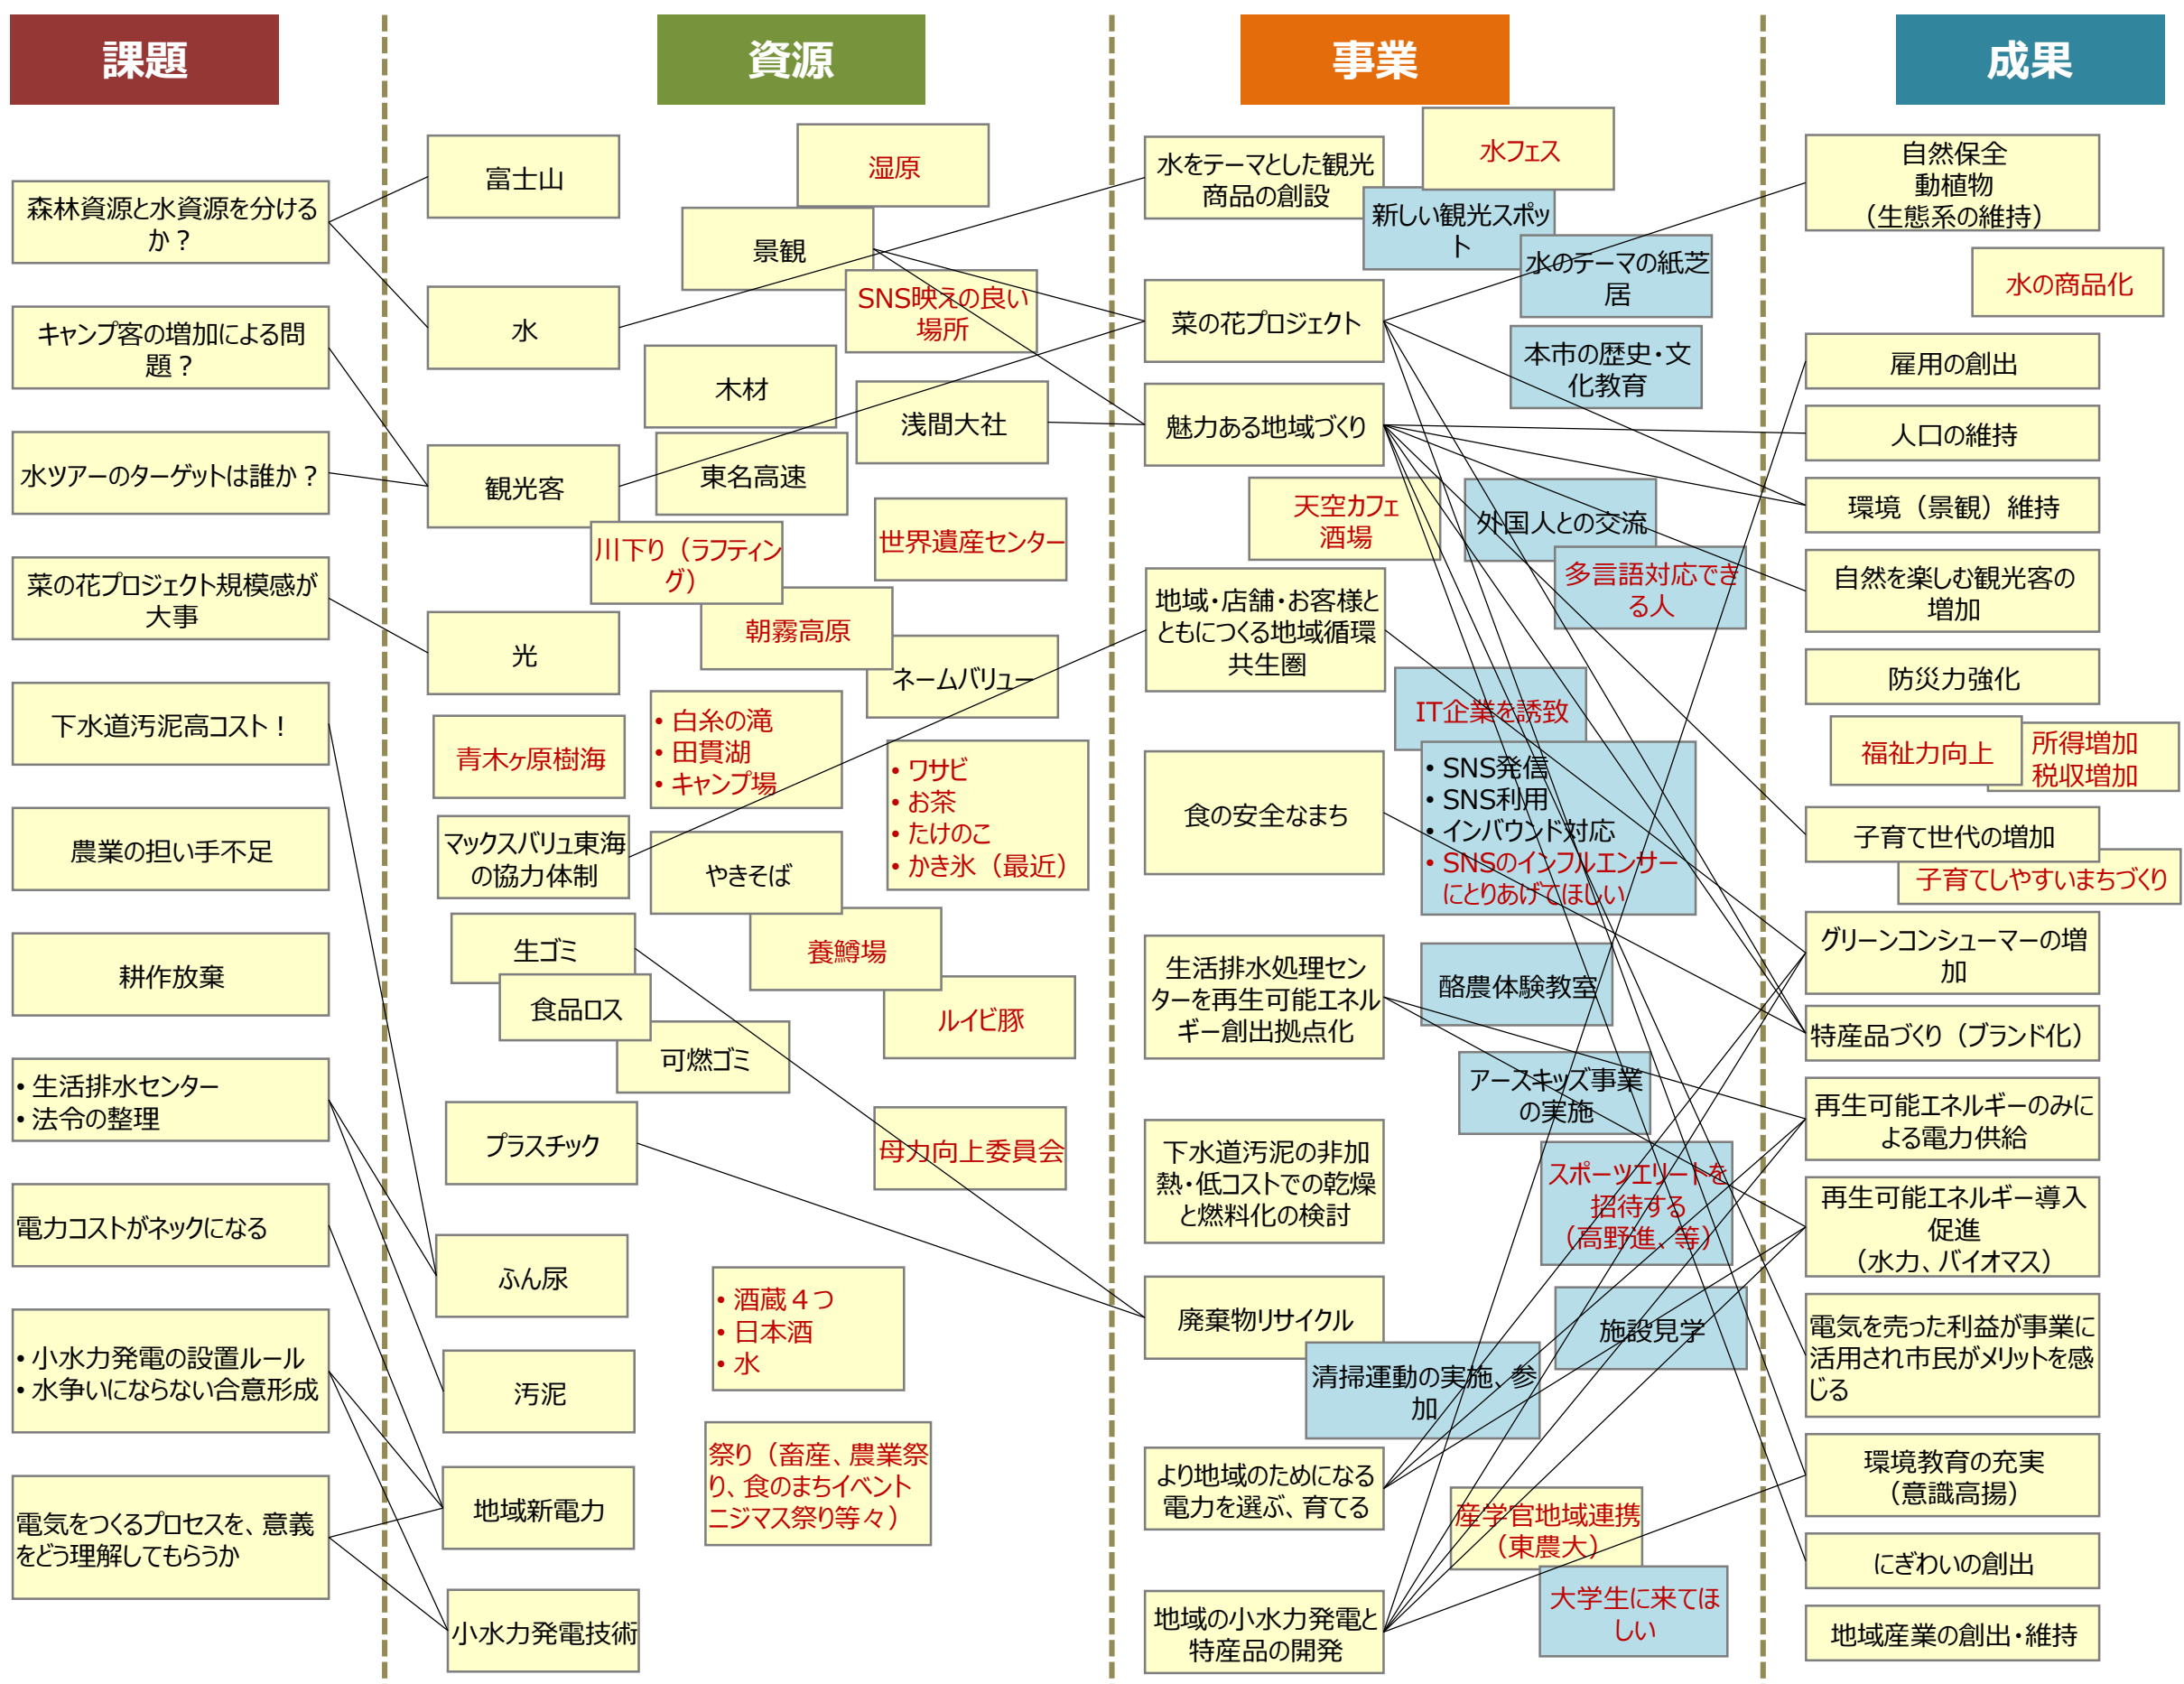 課題
資源
事業
成果
森林資源と水資源を分ける
か？
キャンプ客の増加による問
題？
水ツアーのターゲットは誰か？
菜の花プロジェクト規模感が
大事
下水道汚泥高コスト！
農業の担い手不足
耕作放棄
• 生活排水センター
• 法令の整理
電力コストがネックになる
• 小水力発電の設置ルール
• 水争いにならない合意形成
電気をつくるプロセスを、意義
をどう理解してもらうか
富士山
湿原
景観
水
SNS映えの良い
場所
木材
浅間大社
観光客
東名高速
世界遺産センター
川下り（ラフティン
グ）
朝霧高原
光
ネームバリュー
青木ヶ原樹海
• 白糸の滝
• 田貫湖
• キャンプ場
• ワサビ
• お茶
• たけのこ
• かき氷（最近）
マックスバリュ東海
の協力体制
やきそば
生ゴミ
養鱒場
食品ロス
ルイビ豚
可燃ゴミ
プラスチック
母力向上委員会
ふん尿
• 酒蔵４つ
• 日本酒
• 水
汚泥
祭り（畜産、農業祭
り、食のまちイベント
ニジマス祭り等々）
地域新電力
小水力発電技術
水をテーマとした観光
商品の創設
水フェス
新しい観光スポッ
ト
水のテーマの紙芝
居
菜の花プロジェクト
本市の歴史・文
化教育
魅力ある地域づくり
天空カフェ
酒場
外国人との交流
多言語対応でき
る人
地域・店舗・お客様と
ともにつくる地域循環
共生圏
IT企業を誘致
食の安全なまち
• SNS発信
• SNS利用
• インバウンド対応
• SNSのインフルエンサー
にとりあげてほしい
生活排水処理セン
ターを再生可能エネル
ギー創出拠点化
酪農体験教室
アースキッズ事業
の実施
下水道汚泥の非加
熱・低コストでの乾燥
と燃料化の検討
スポーツエリートを
招待する
（高野進、等）
廃棄物リサイクル
施設見学
清掃運動の実施、参
加
より地域のためになる
電力を選ぶ、育てる
産学官地域連携
（東農大）
大学生に来てほ
しい
地域の小水力発電と
特産品の開発
自然保全
動植物
（生態系の維持）
水の商品化
雇用の創出
人口の維持
環境（景観）維持
自然を楽しむ観光客の
増加
防災力強化
福祉力向上
所得増加
税収増加
子育て世代の増加
子育てしやすいまちづくり
グリーンコンシューマーの増
加
特産品づくり（ブランド化）
再生可能エネルギーのみに
よる電力供給
再生可能エネルギー導入
促進
（水力、バイオマス）
電気を売った利益が事業に
活用され市民がメリットを感
じる
環境教育の充実
（意識高揚）
にぎわいの創出
地域産業の創出・維持